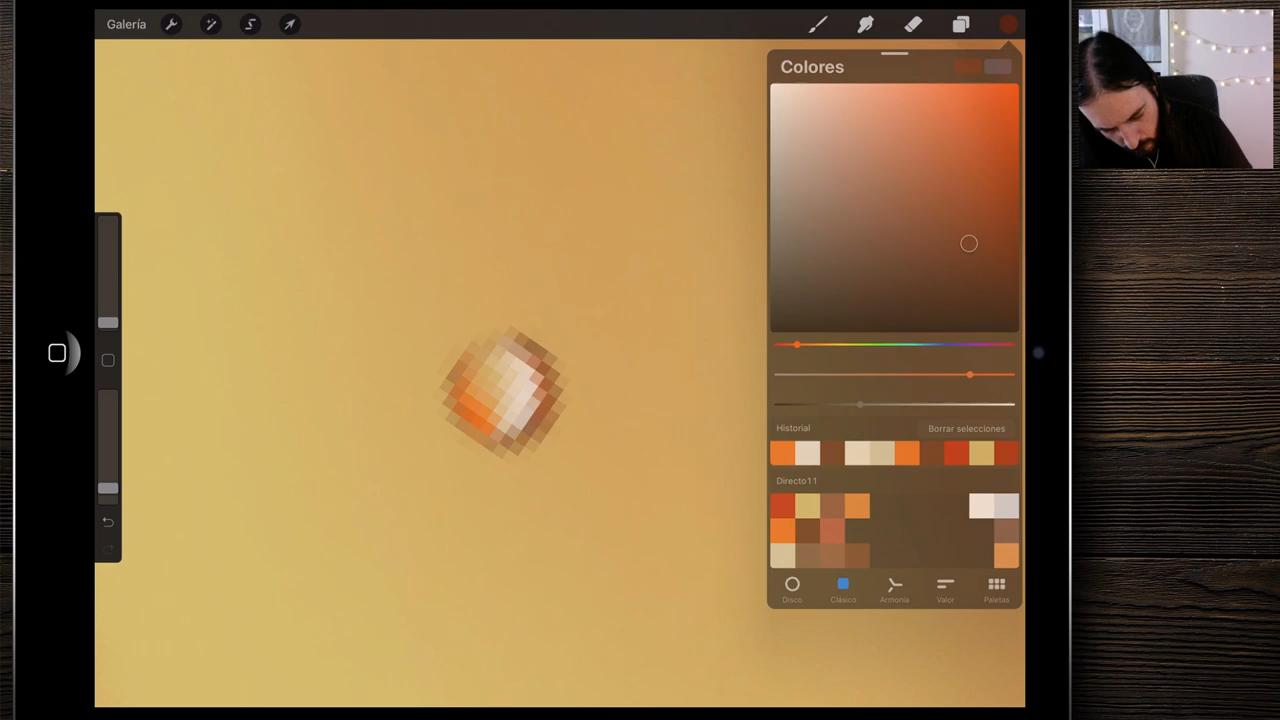 Galería
Colores
Historial
Borrar selecciones
Directo11
Disco
Clásico
Armonía
Valor
Paletas